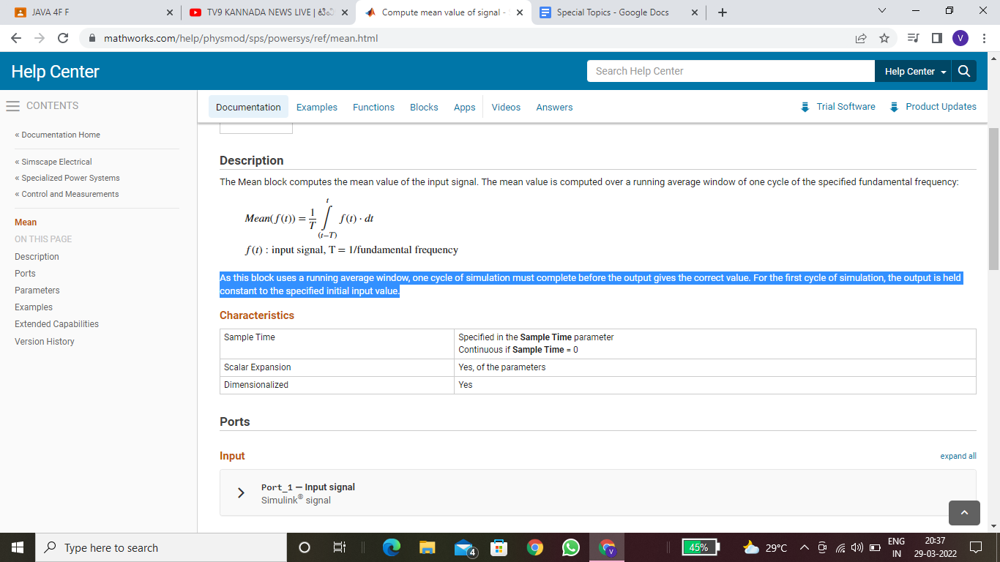 JAVA 4F F
TV9 KANNADA NEWS LIVE |
Compute mean value of signal -
Special Topics - Google Docs
mathworks.com/help/physmod/sps/powersys/ref/mean.html
V
Help Center
Search Help Center
Help Center
CONTENTS
Documentation
Examples
Functions
Blocks
Apps
Videos
Answers
Trial Software
Product Updates
« Documentation Home
« Simscape Electrical
« Specialized Power Systems
« Control and Measurements
Mean
ON THIS PAGE
Description
Ports
Parameters
Examples
Extended Capabilities
Version History
Description
The Mean block computes the mean value of the input signal. The mean value is computed over a running average window of one cycle of the specified fundamental frequency:
Mean(f(t)) = 1/T ∫(t−T)^t f(t) · dt
f(t) : input signal, T = 1/fundamental frequency
As this block uses a running average window, one cycle of simulation must complete before the output gives the correct value. For the first cycle of simulation, the output is held
constant to the specified initial input value.
Characteristics
Sample Time
Specified in the Sample Time parameter
Continuous if Sample Time = 0
Scalar Expansion
Yes, of the parameters
Dimensionalized
Yes
Ports
Input
expand all
Port_1 — Input signal
Simulink® signal
Type here to search
4
V
45%
29°C
ENG
IN
20:37
29-03-2022